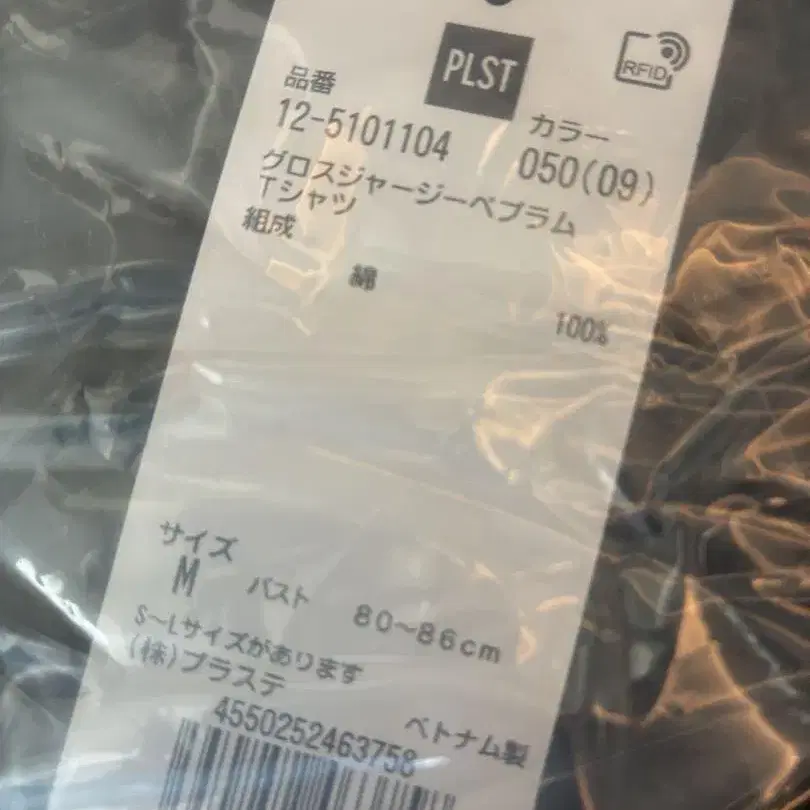 PLST
RFID
品番
12-5101104
カラー
050(09)
グロスジャージーペプラム
Tシャツ
組成
綿
100%
サイズ
M バスト 80~86cm
S~Lサイズがあります
(株)プラステ
ベトナム製
4550252463758